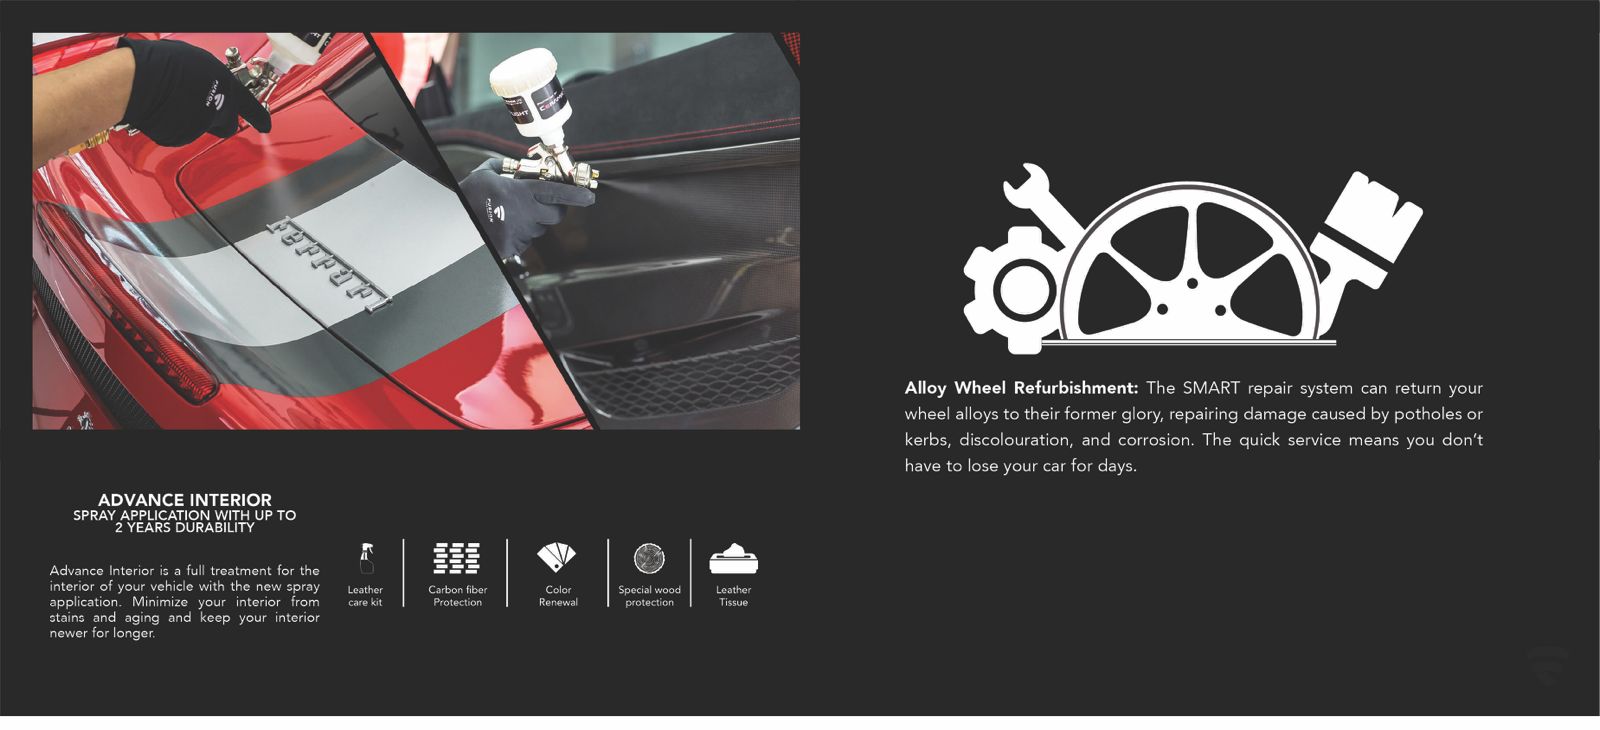 FUSION
LIGHT
FUSION
Ferrari
ADVANCE INTERIOR
SPRAY APPLICATION WITH UP TO
2 YEARS DURABILITY
Advance Interior is a full treatment for the
interior of your vehicle with the new spray
application. Minimize your interior from
stains and aging and keep your interior
newer for longer.
Leather
care kit
Carbon fiber
Protection
Color
Renewal
Special wood
protection
Leather
Tissue
Alloy Wheel Refurbishment: The SMART repair system can return your
wheel alloys to their former glory, repairing damage caused by potholes or
kerbs, discolouration, and corrosion. The quick service means you don’t
have to lose your car for days.